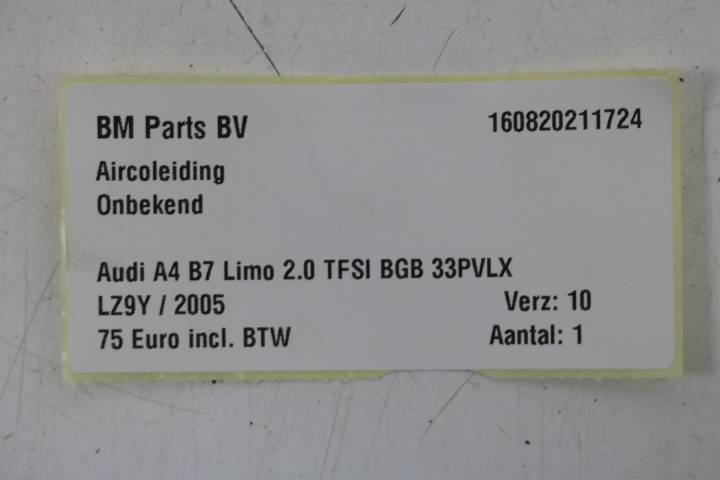 BM Parts BV 160820211724
Aircoleiding
Onbekend
Audi A4 B7 Limo 2.0 TFSI BGB 33PVLX
LZ9Y / 2005 Verz: 10
75 Euro incl. BTW Aantal: 1